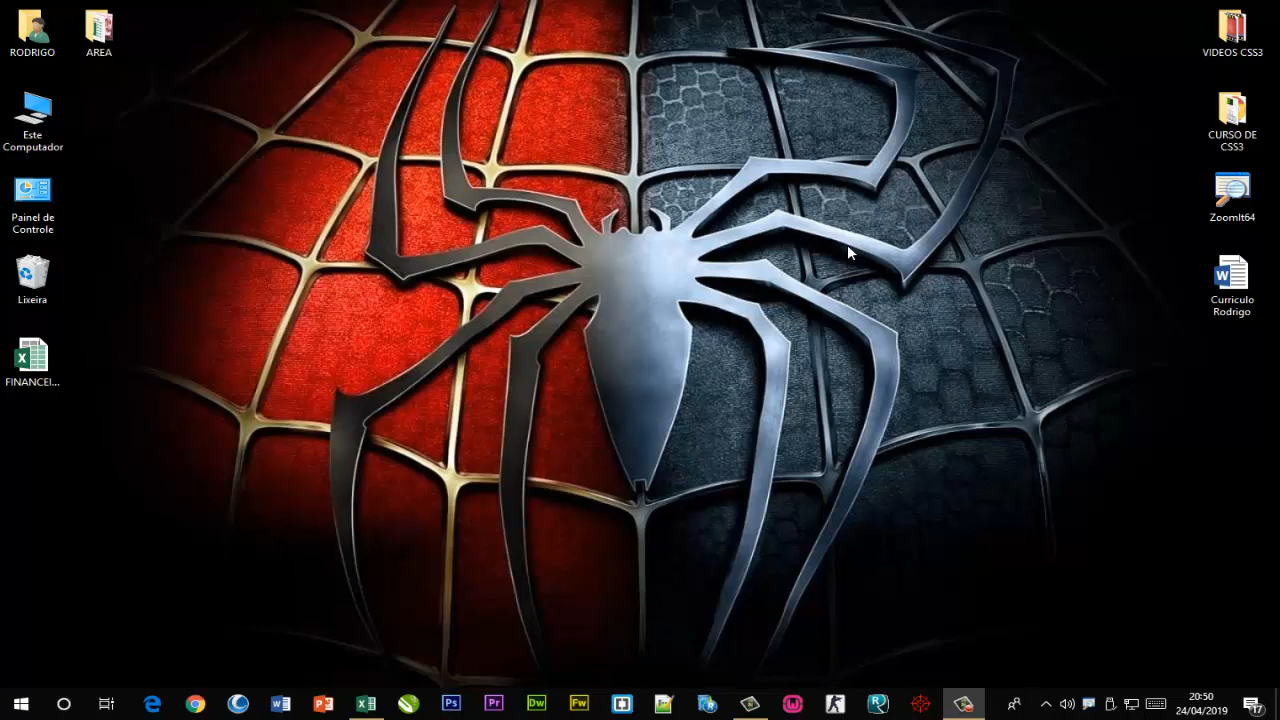 RODRIGO
AREA
VIDEOS CSS3
Este
Computador
CURSO DE
CSS3
Painel de
Controle
ZoomIt64
Lixeira
Curriculo
Rodrigo
FINANCEI...
Ps
Pr
Dw
Fw
20:50
24/04/2019
17